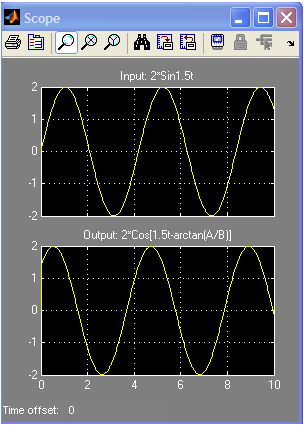 Scope
Input: 2*Sin1.5t
2
1
0
-1
-2
Output: 2*Cos[1.5t-arctan(A/B)]
2
1
0
-1
-2
0 2 4 6 8 10
Time offset: 0